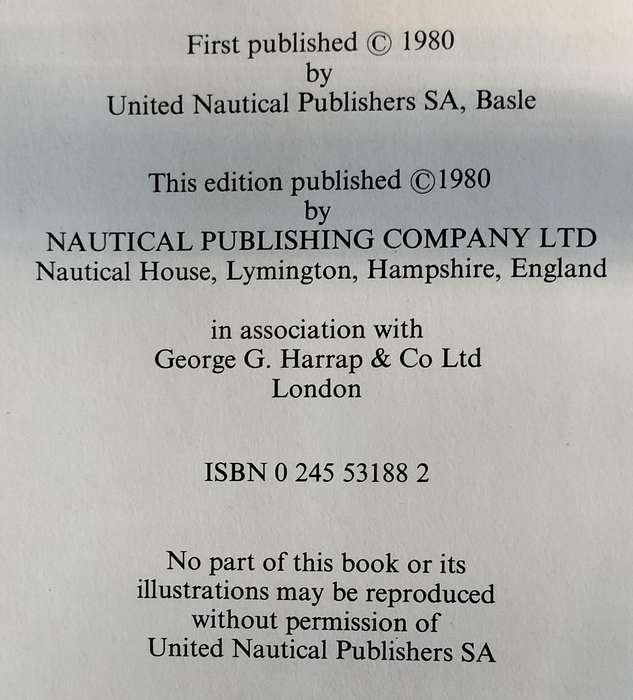 First published © 1980
by
United Nautical Publishers SA, Basle
This edition published ©1980
by
NAUTICAL PUBLISHING COMPANY LTD
Nautical House, Lymington, Hampshire, England
in association with
George G. Harrap & Co Ltd
London
ISBN 0 245 53188 2
No part of this book or its
illustrations may be reproduced
without permission of
United Nautical Publishers SA